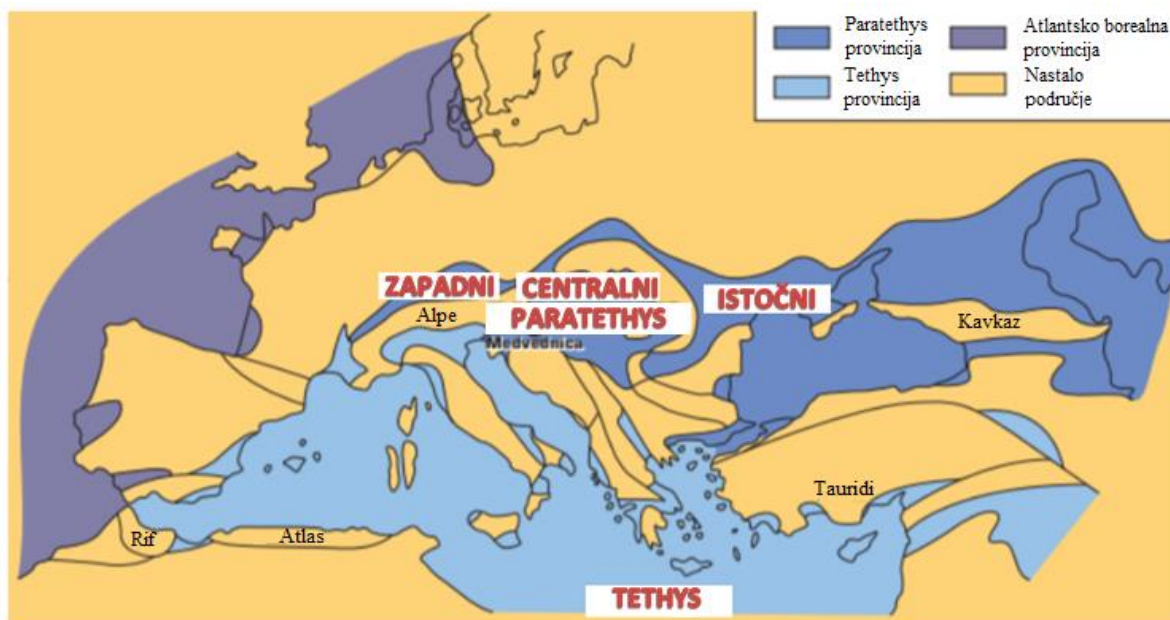 Paratethys
provincija
Atlantsko borealna
provincija
Tethys
provincija
Nastalo
područje
ZAPADNI
CENTRALNI
PARATETHYS
ISTOČNI
Alpe
Medvednica
Kavkaz
Tauridi
Rif
Atlas
TETHYS